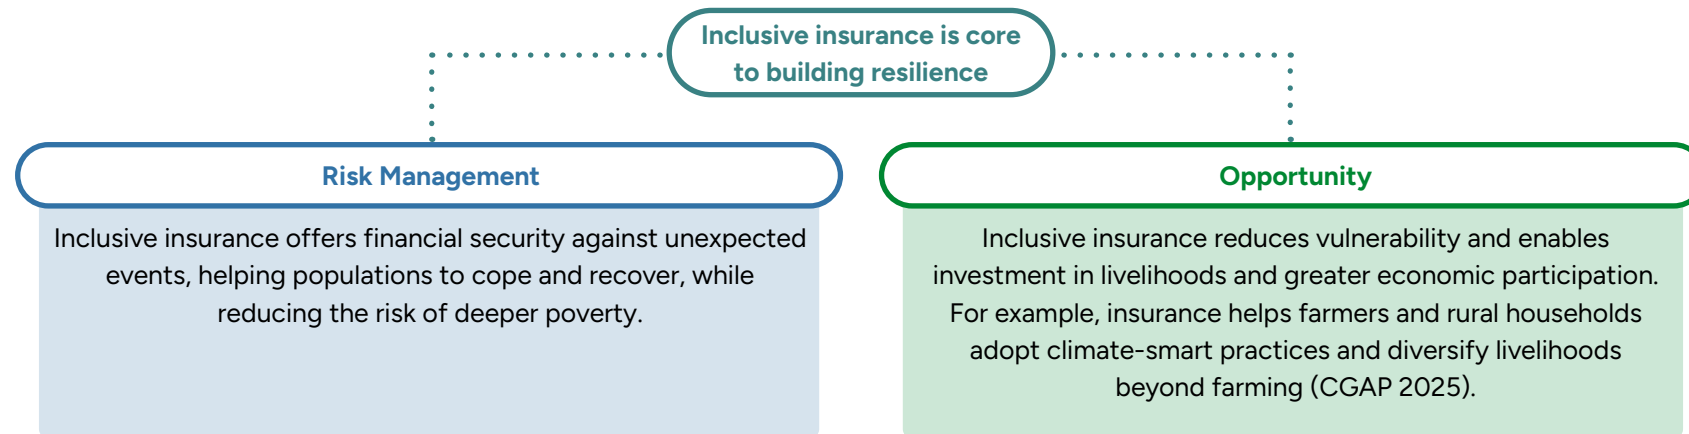 Inclusive insurance is core
to building resilience
Risk Management
Inclusive insurance offers financial security against unexpected
events, helping populations to cope and recover, while
reducing the risk of deeper poverty.
Opportunity
Inclusive insurance reduces vulnerability and enables
investment in livelihoods and greater economic participation.
For example, insurance helps farmers and rural households
adopt climate-smart practices and diversify livelihoods
beyond farming (CGAP 2025).